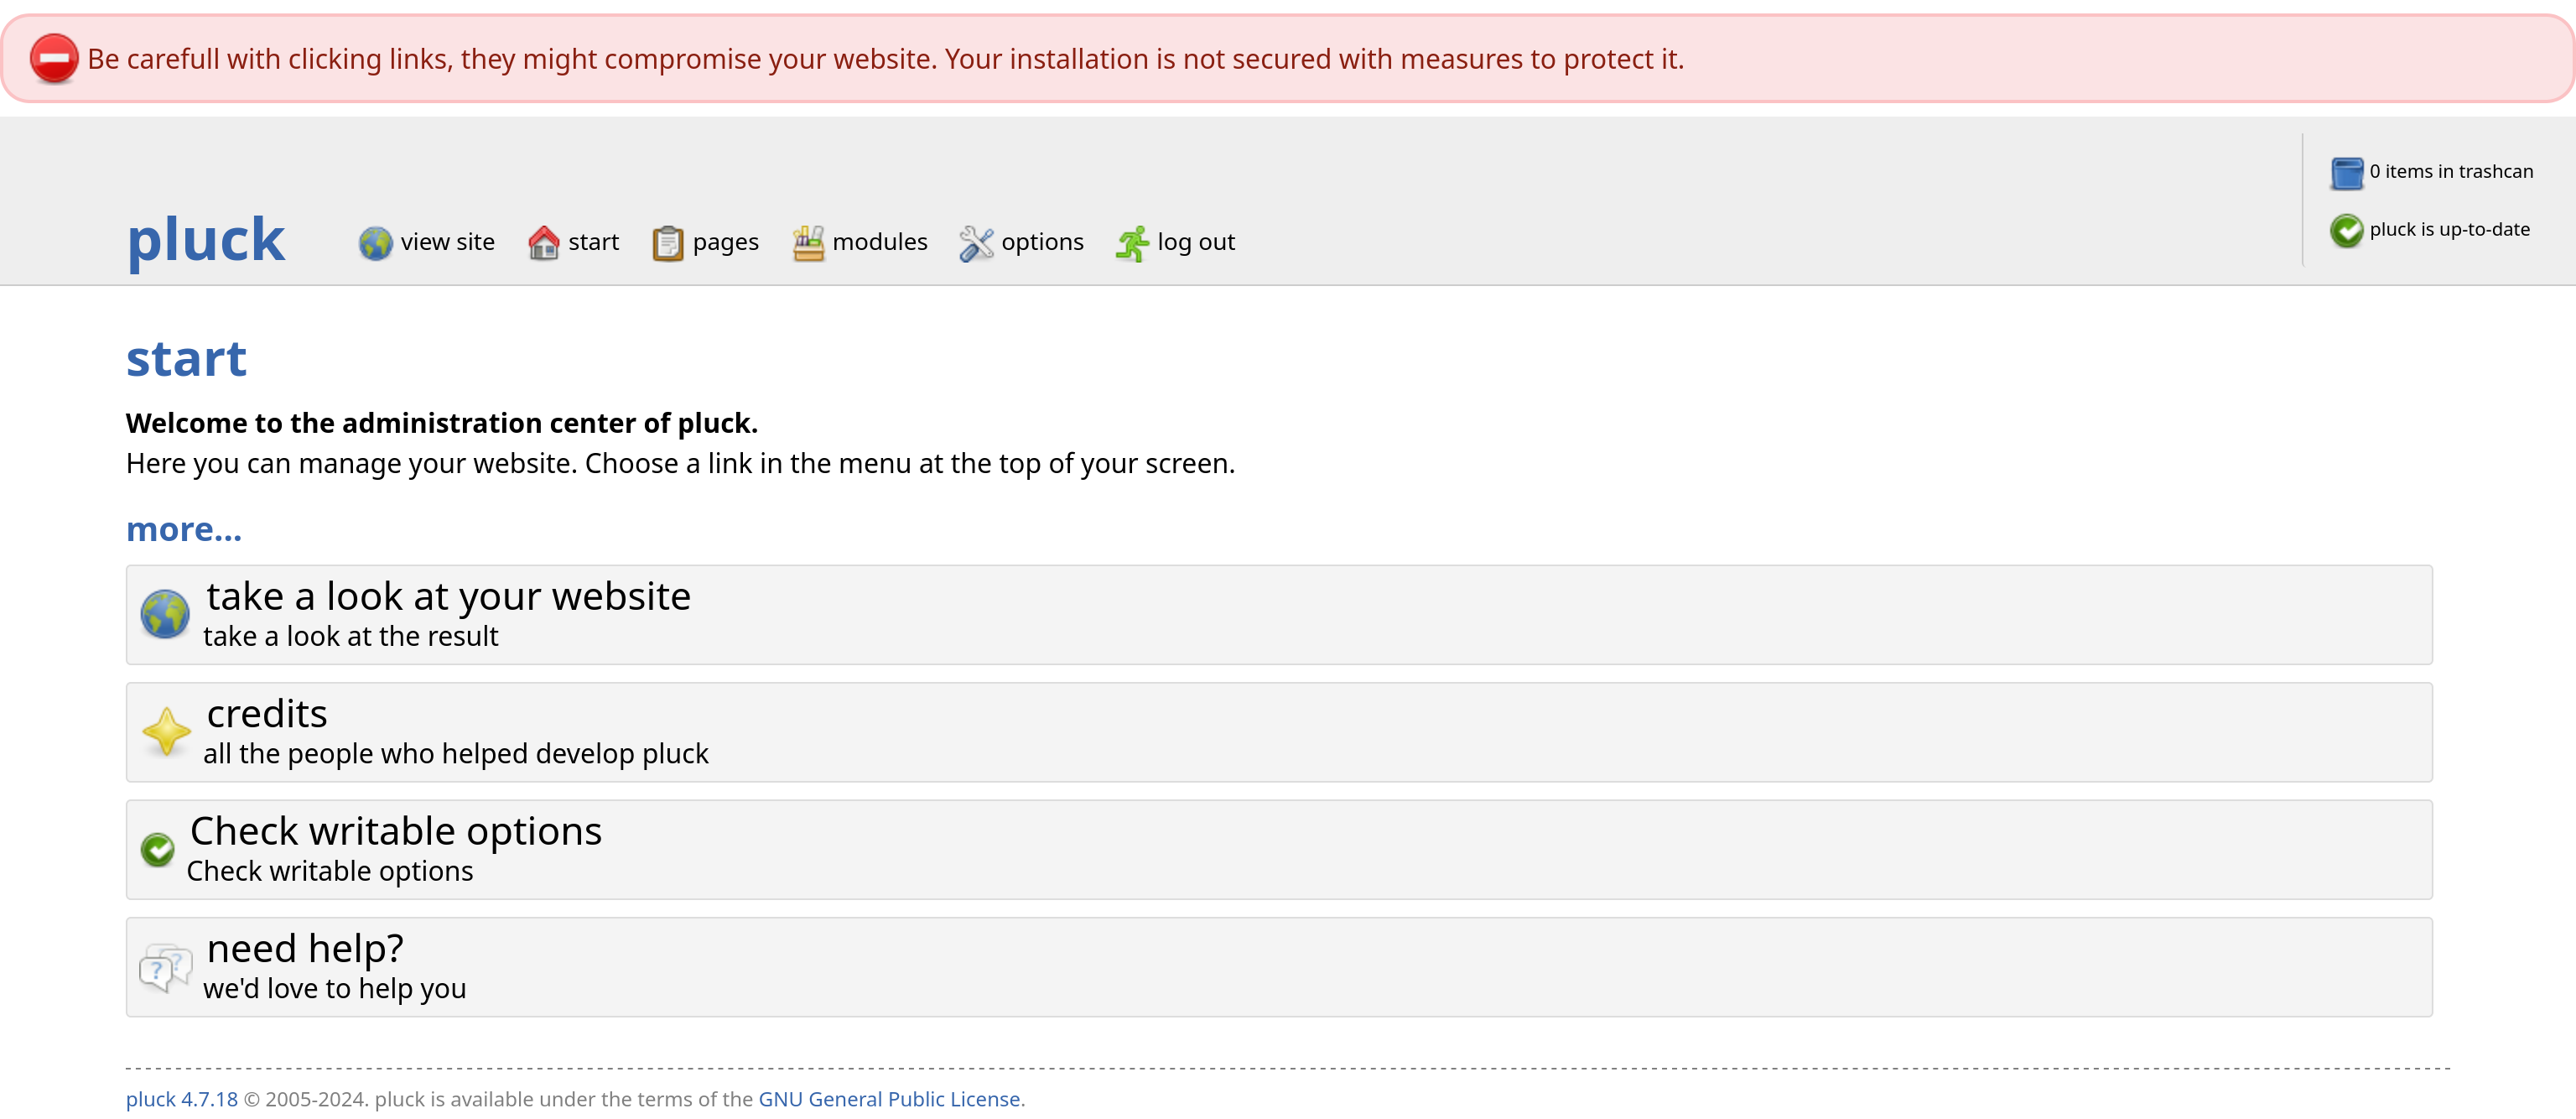 Be carefull with clicking links, they might compromise your website. Your installation is not secured with measures to protect it.
0 items in trashcan
pluck view site start pages modules options log out
pluck is up-to-date
start
Welcome to the administration center of pluck.
Here you can manage your website. Choose a link in the menu at the top of your screen.
more...
take a look at your website
take a look at the result
credits
all the people who helped develop pluck
Check writable options
Check writable options
need help?
we'd love to help you
pluck 4.7.18 © 2005-2024. pluck is available under the terms of the GNU General Public License.